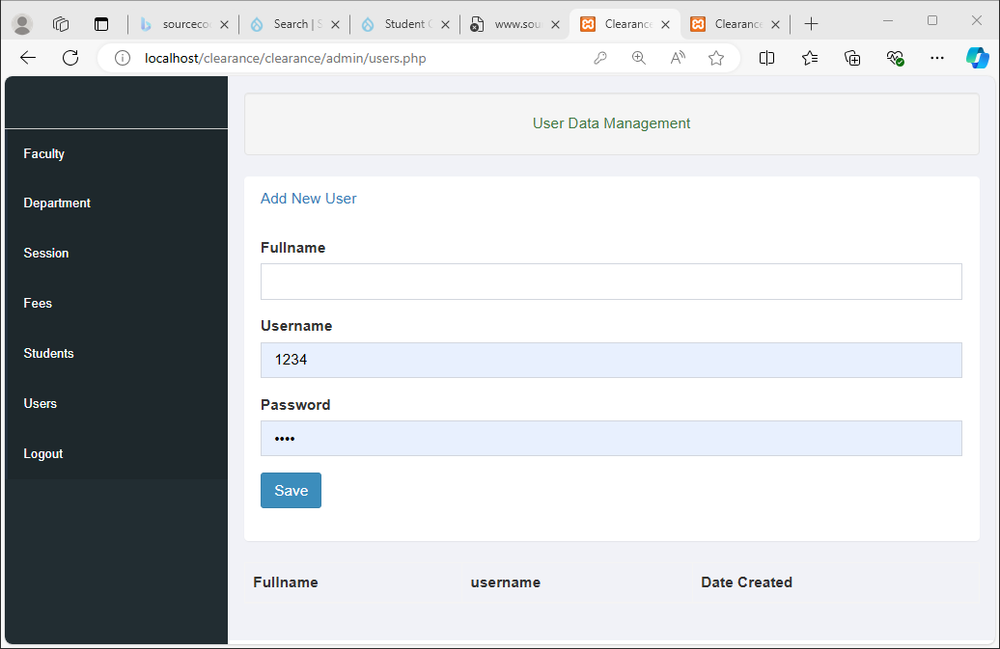 sourceco
Search | S
Student C
www.sou
Clearance
Clearance
localhost/clearance/clearance/admin/users.php
User Data Management
Faculty
Department
Session
Fees
Students
Users
Logout
Add New User
Fullname
Username
1234
Password
••••
Save
Fullname username Date Created